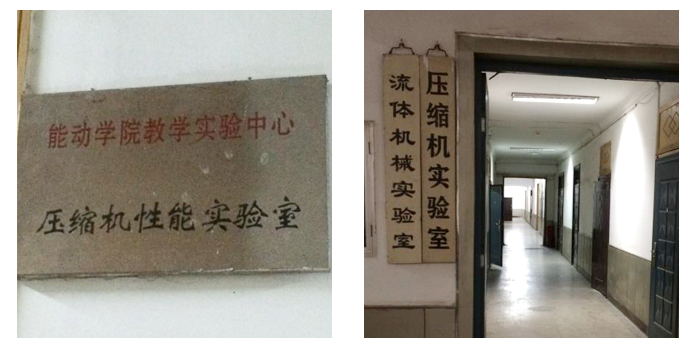 能动学院教学实验中心
压缩机性能实验室
压缩机实验室
流体机械实验室